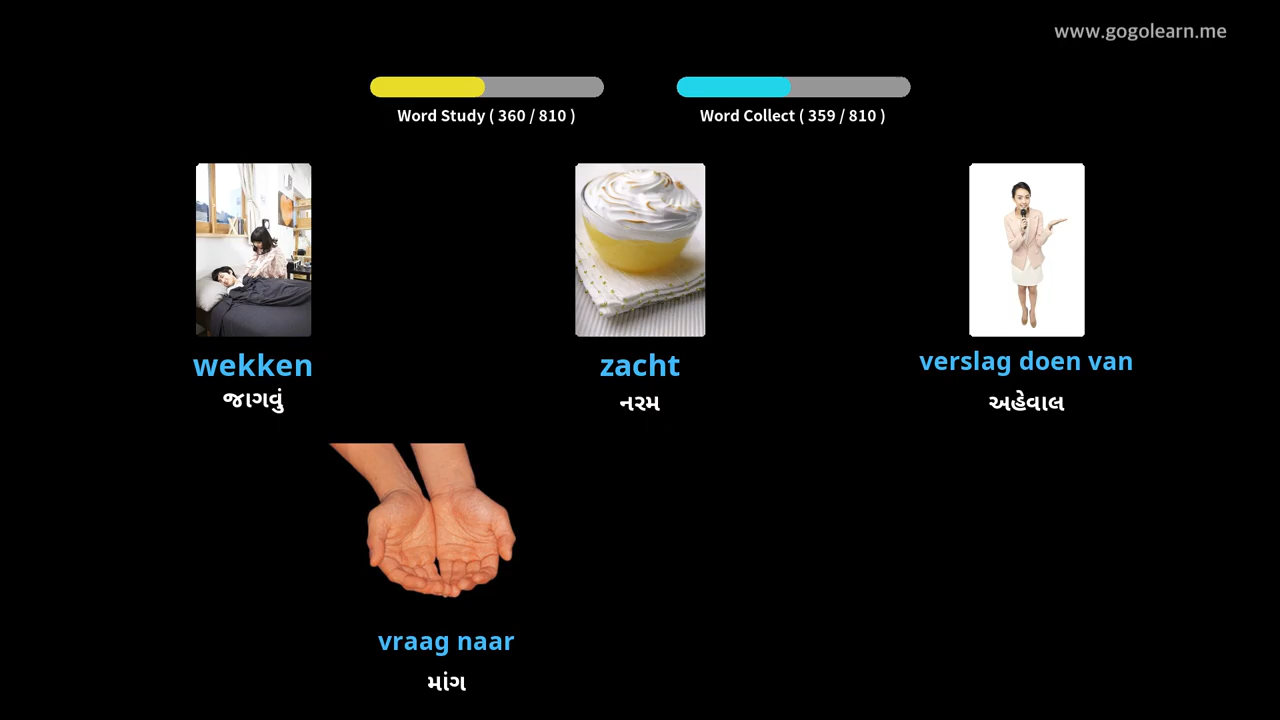 www.gogolearn.me
Word Study ( 360 / 810 )
Word Collect ( 359 / 810 )
wekken
zacht
verslag doen van
જાગવું
નરમ
અહેવાલ
vraag naar
માંગ